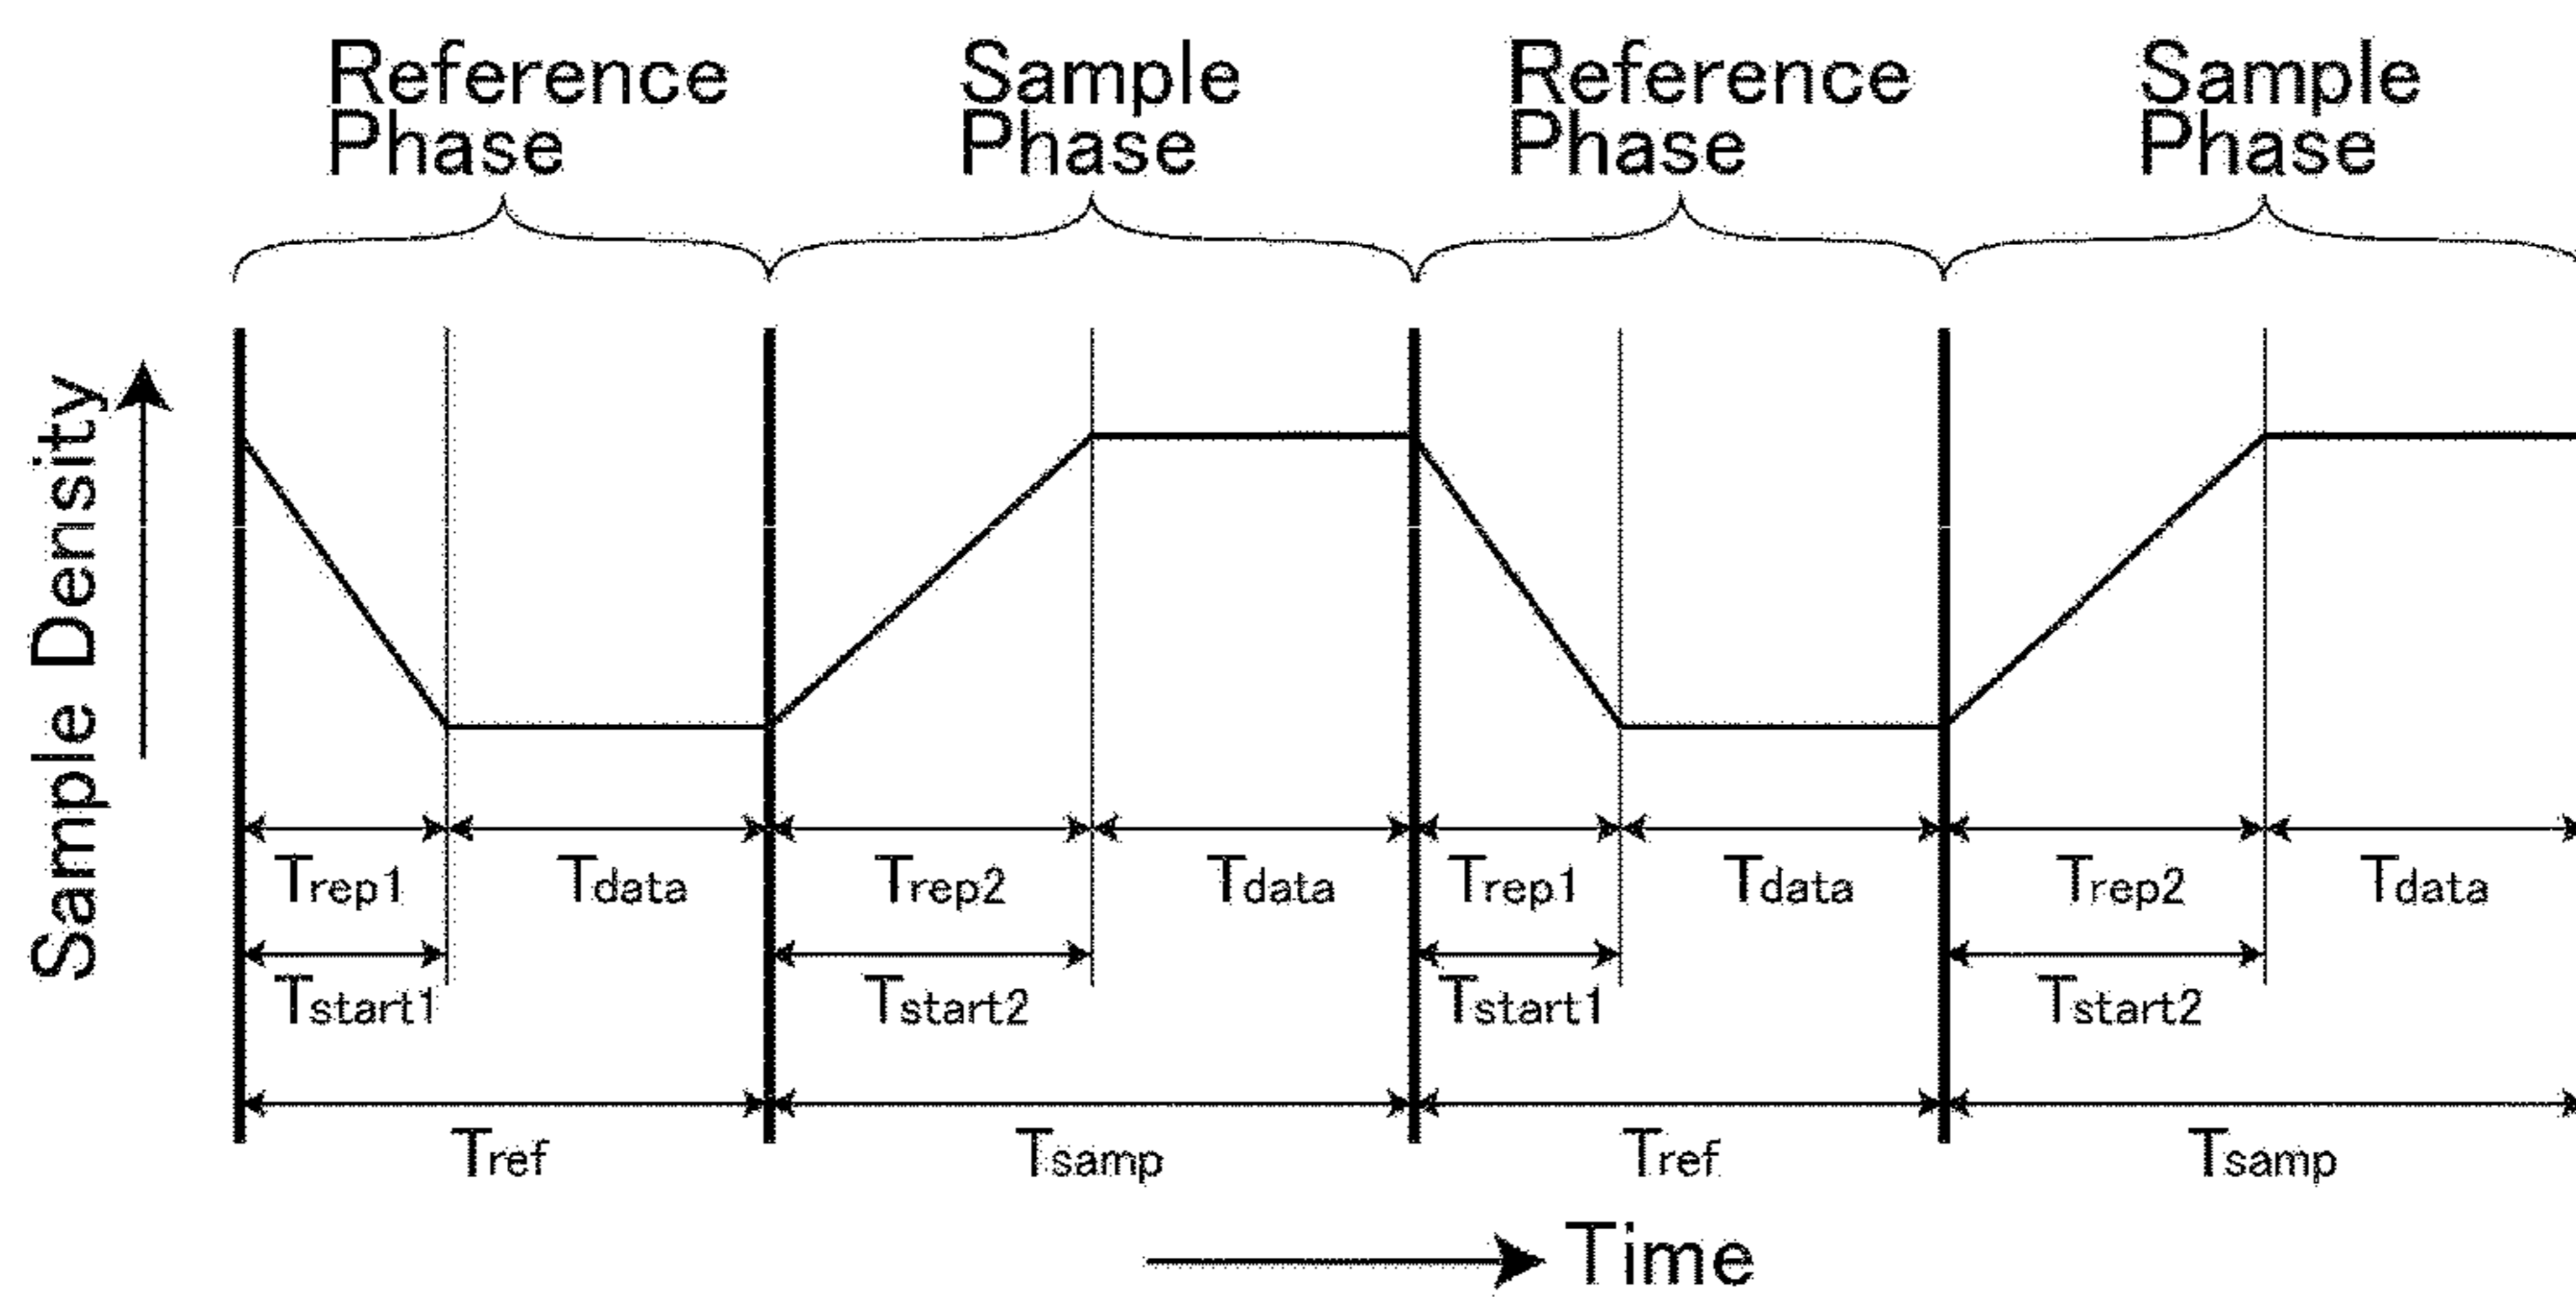 Reference
Phase
Sample
Phase
Reference
Phase
Sample
Phase
Sample Density
Trep1 Tdata Trep2 Tdata Trep1 Tdata Trep2 Tdata
Tstart1 Tstart2 Tstart1 Tstart2
Tref Tsamp Tref Tsamp
Time